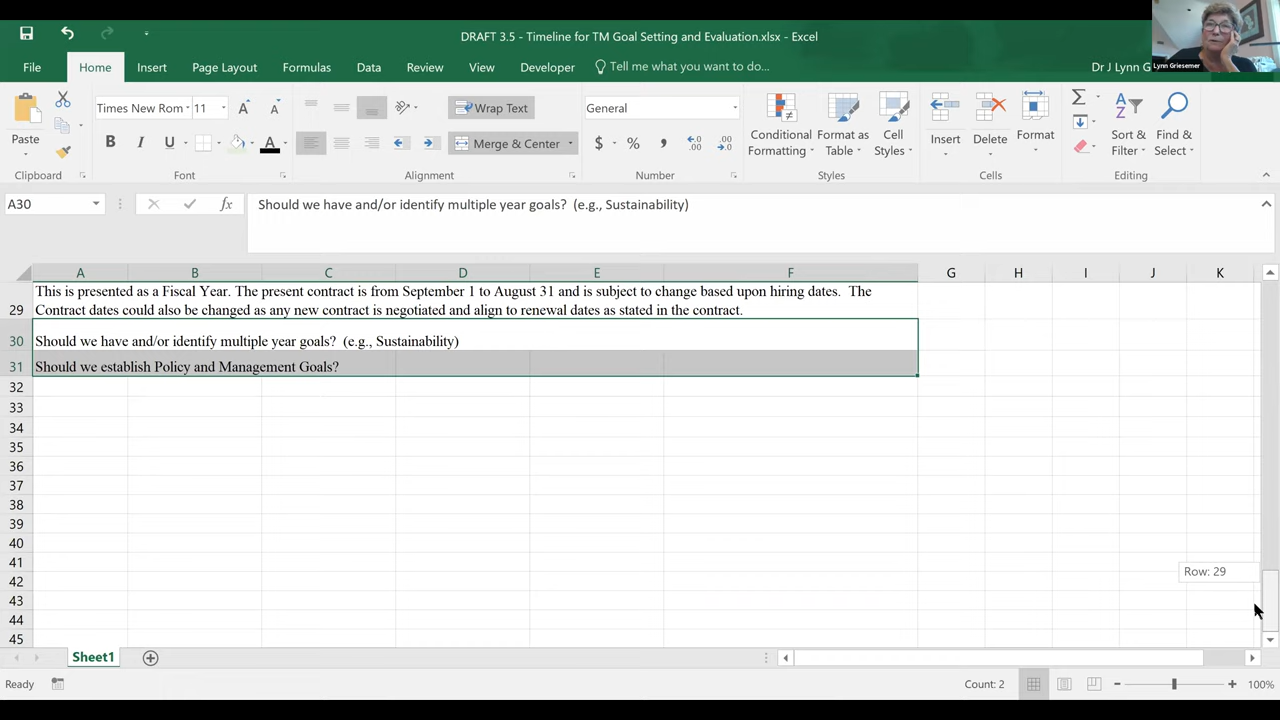 DRAFT 3.5 - Timeline for TM Goal Setting and Evaluation.xlsx - Excel
Lynn Griesemer
File Home Insert Page Layout Formulas Data Review View Developer Tell me what you want to do... Dr J Lynn G
Paste
Clipboard
Times New Rom 11 A A
B I U A
Font
Wrap Text
Merge & Center
Alignment
General
$ % , .0 .00
Number
Conditional Formatting
Format as Table
Cell Styles
Styles
Insert Delete Format
Cells
Sort & Filter
Find & Select
Editing
A30 fx Should we have and/or identify multiple year goals? (e.g., Sustainability)
A B C D E F G H I J K
This is presented as a Fiscal Year. The present contract is from September 1 to August 31 and is subject to change based upon hiring dates. The
29 Contract dates could also be changed as any new contract is negotiated and align to renewal dates as stated in the contract.
30 Should we have and/or identify multiple year goals? (e.g., Sustainability)
31 Should we establish Policy and Management Goals?
32
33
34
35
36
37
38
39
40
41
Row: 29
42
43
44
45
Sheet1
Ready Count: 2 100%